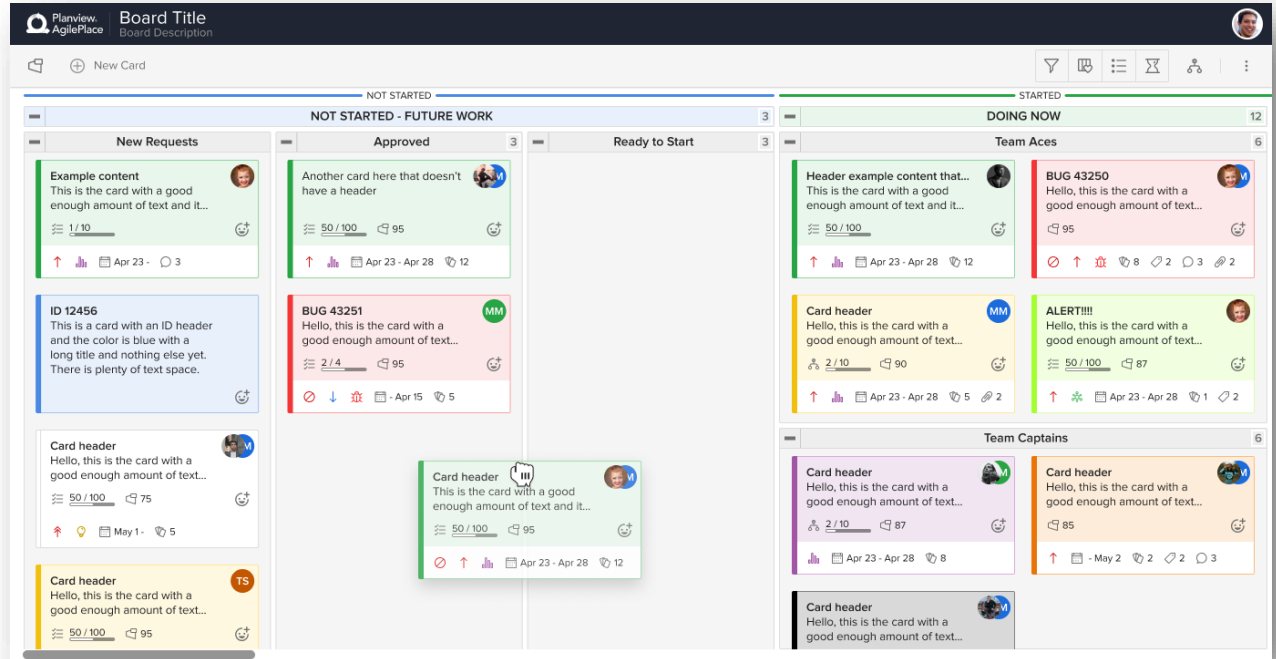 Planview.
AgilePlace
Board Title
Board Description
New Card
NOT STARTED
STARTED
NOT STARTED - FUTURE WORK
3
DOING NOW
12
New Requests
Approved
3
Ready to Start
3
Team Aces
6
Example content
This is the card with a good
enough amount of text and it...
1 / 10
Apr 23 -
3
ID 12456
This is a card with an ID header
and the color is blue with a
long title and nothing else yet.
There is plenty of text space.
Card header
Hello, this is the card with a
good enough amount of text...
50 / 100
75
May 1 -
5
Card header
TS
Hello, this is the card with a
good enough amount of text...
50 / 100
95
Another card here that doesn't
have a header
M
50 / 100
95
Apr 23 - Apr 28
12
BUG 43251
MM
Hello, this is the card with a
good enough amount of text...
2 / 4
95
- Apr 15
5
Card header
M
This is the card with a good
enough amount of text and it...
50 / 100
95
Apr 23 - Apr 28
12
Header example content that...
This is the card with a good
enough amount of text and it...
50 / 100
Apr 23 - Apr 28
12
BUG 43250
M
Hello, this is the card with a
good enough amount of text...
95
8
2
3
2
Card header
MM
Hello, this is the card with a
good enough amount of text...
2 / 10
90
Apr 23 - Apr 28
5
2
ALERT!!!!
Hello, this is the card with a
good enough amount of text...
50 / 100
87
Apr 23 - Apr 28
1
2
Team Captains
6
Card header
M
Hello, this is the card with a
good enough amount of text...
2 / 10
87
Apr 23 - Apr 28
8
Card header
M
Hello, this is the card with a
good enough amount of text...
85
- May 2
2
2
3
Card header
M
Hello, this is the card with a
good enough amount of text...